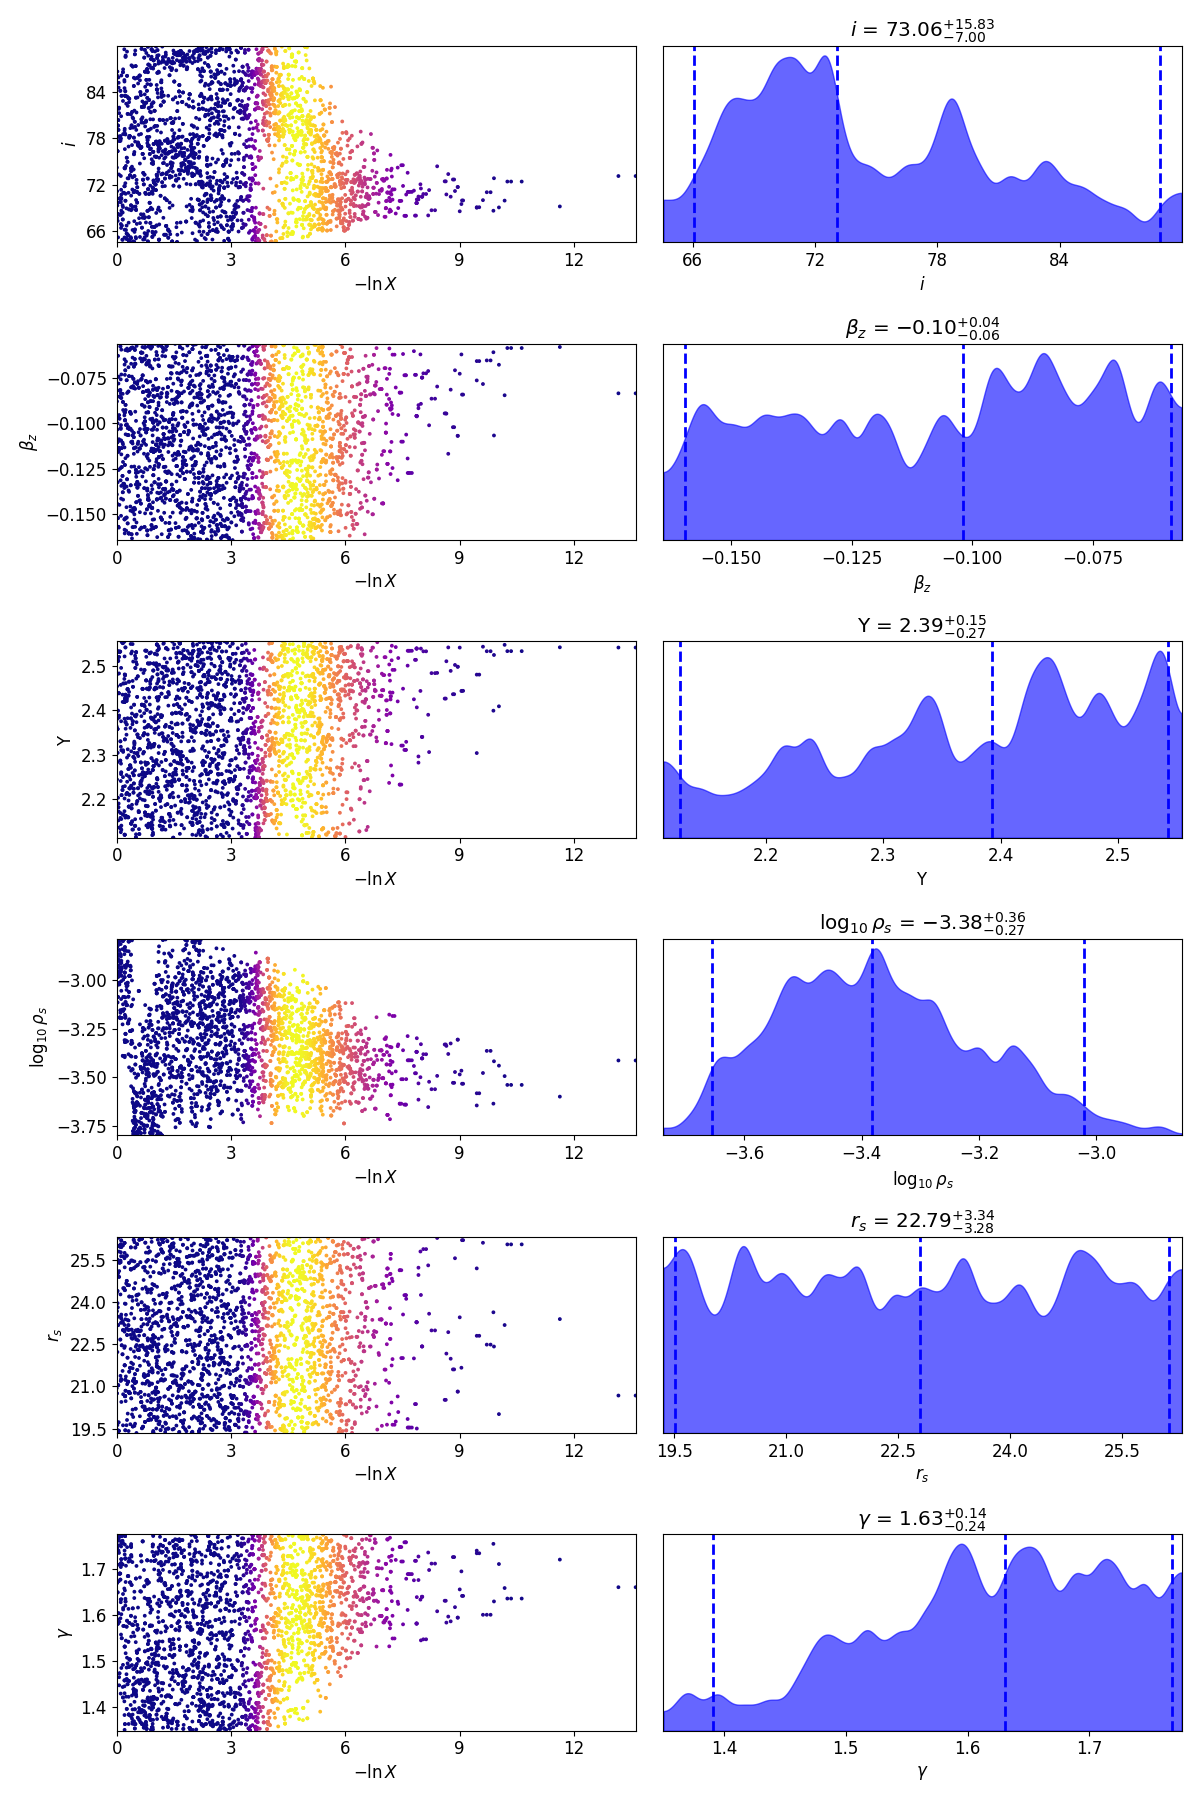 i = 73.06 +15.83 −7.00
84
78
72
66
i
0 3 6 9 12
−ln X
66 72 78 84
i
β_z = −0.10 +0.04 −0.06
−0.075
−0.100
−0.125
−0.150
β_z
0 3 6 9 12
−ln X
−0.150 −0.125 −0.100 −0.075
β_z
Y = 2.39 +0.15 −0.27
2.5
2.4
2.3
2.2
Y
0 3 6 9 12
−ln X
2.2 2.3 2.4 2.5
Y
log₁₀ ρ_s = −3.38 +0.36 −0.27
−3.00
−3.25
−3.50
−3.75
log₁₀ ρ_s
0 3 6 9 12
−ln X
−3.6 −3.4 −3.2 −3.0
log₁₀ ρ_s
r_s = 22.79 +3.34 −3.28
25.5
24.0
22.5
21.0
19.5
r_s
0 3 6 9 12
−ln X
19.5 21.0 22.5 24.0 25.5
r_s
γ = 1.63 +0.14 −0.24
1.7
1.6
1.5
1.4
γ
0 3 6 9 12
−ln X
1.4 1.5 1.6 1.7
γ